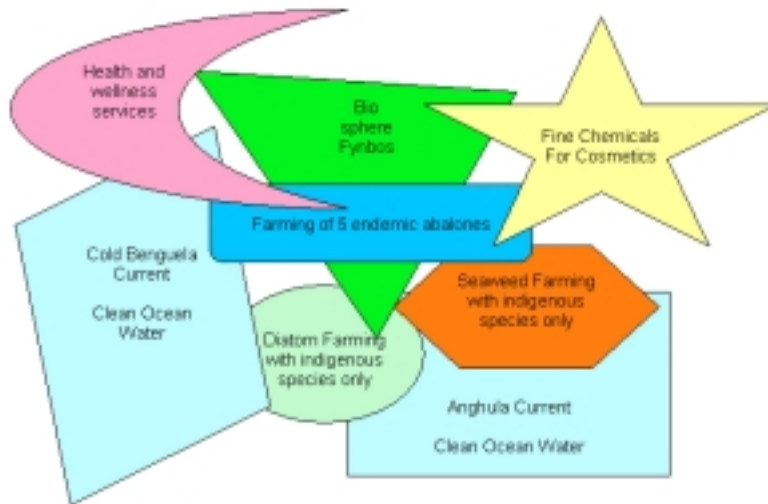 Health and
wellness
services
Bio
sphere
Fynbos
Fine Chemicals
For Cosmetics
Farming of 5 endemic abalones
Cold Benguela
Current
Clean Ocean
Water
Seaweed Farming
with indigenous
species only
Diatom Farming
with indigenous
species only
Anghula Current
Clean Ocean Water